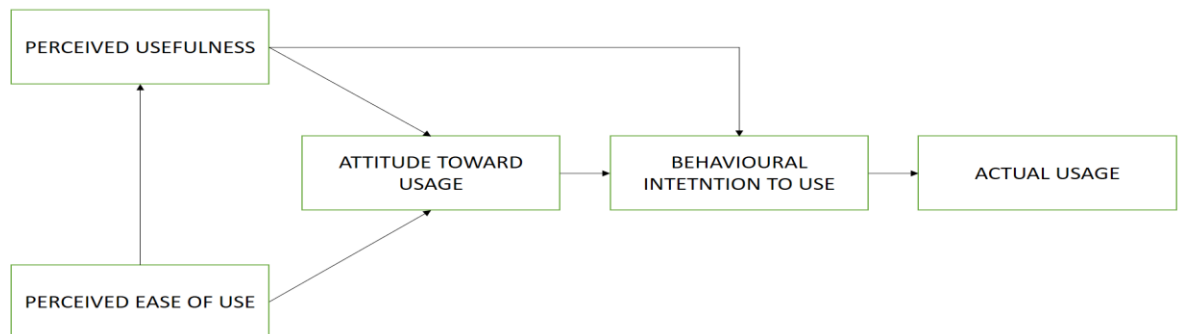 PERCEIVED USEFULNESS
ATTITUDE TOWARD
USAGE
BEHAVIOURAL
INTETNTION TO USE
ACTUAL USAGE
PERCEIVED EASE OF USE